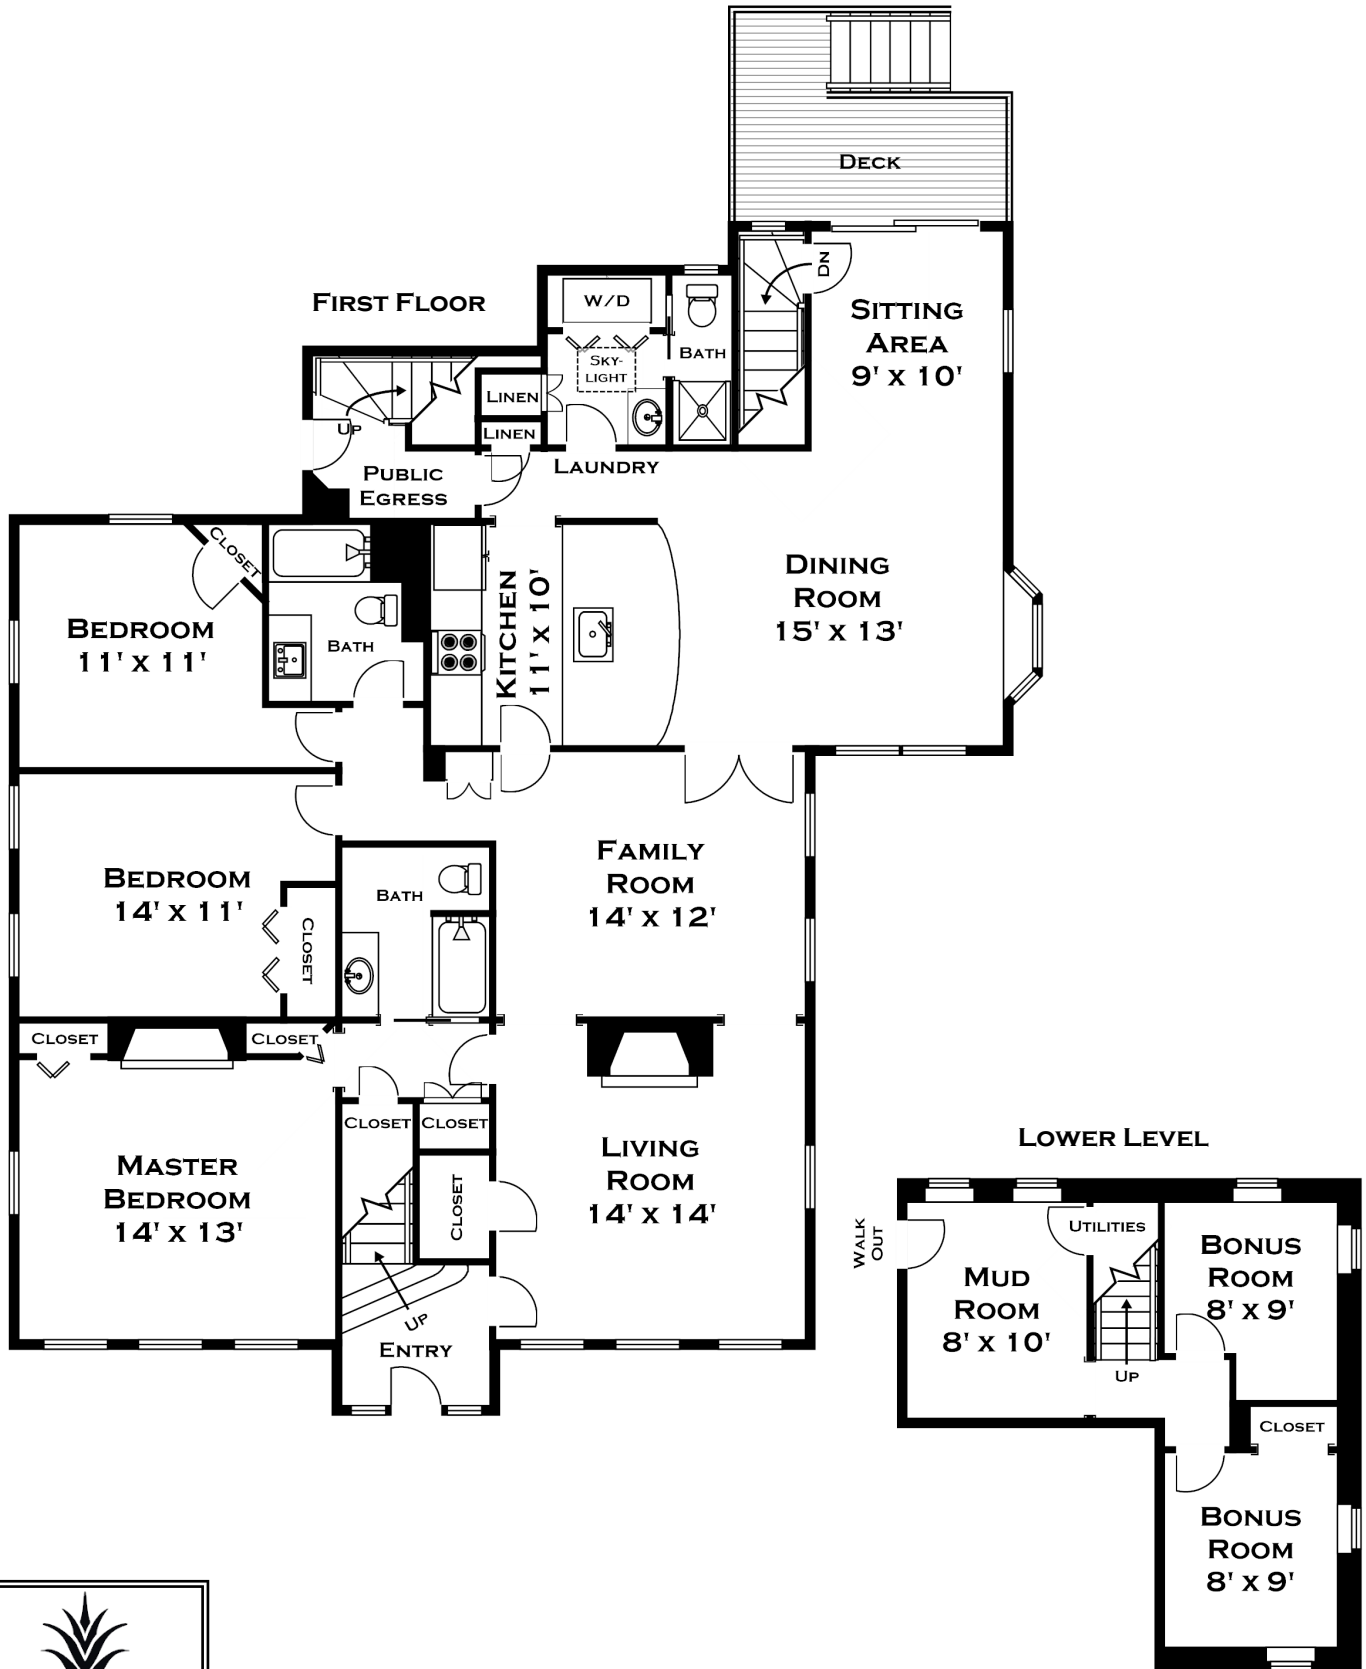 DECK
DN
FIRST FLOOR
W/D
SKY-
LIGHT
BATH
SITTING
AREA
9' X 10'
LINEN
LINEN
UP
PUBLIC
EGRESS
LAUNDRY
CLOSET
BEDROOM
11' X 11'
BATH
KITCHEN
11' X 10'
DINING
ROOM
15' X 13'
BEDROOM
14' X 11'
CLOSET
BATH
FAMILY
ROOM
14' X 12'
CLOSET
CLOSET
CLOSET
CLOSET
CLOSET
MASTER
BEDROOM
14' X 13'
LIVING
ROOM
14' X 14'
UP
ENTRY
LOWER LEVEL
WALK
OUT
UTILITIES
MUD
ROOM
8' X 10'
UP
BONUS
ROOM
8' X 9'
CLOSET
BONUS
ROOM
8' X 9'